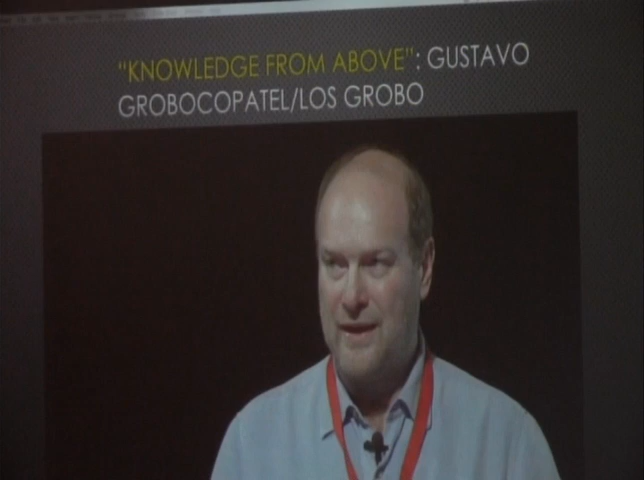 “KNOWLEDGE FROM ABOVE”: GUSTAVO
GROBOCOPATEL/LOS GROBO